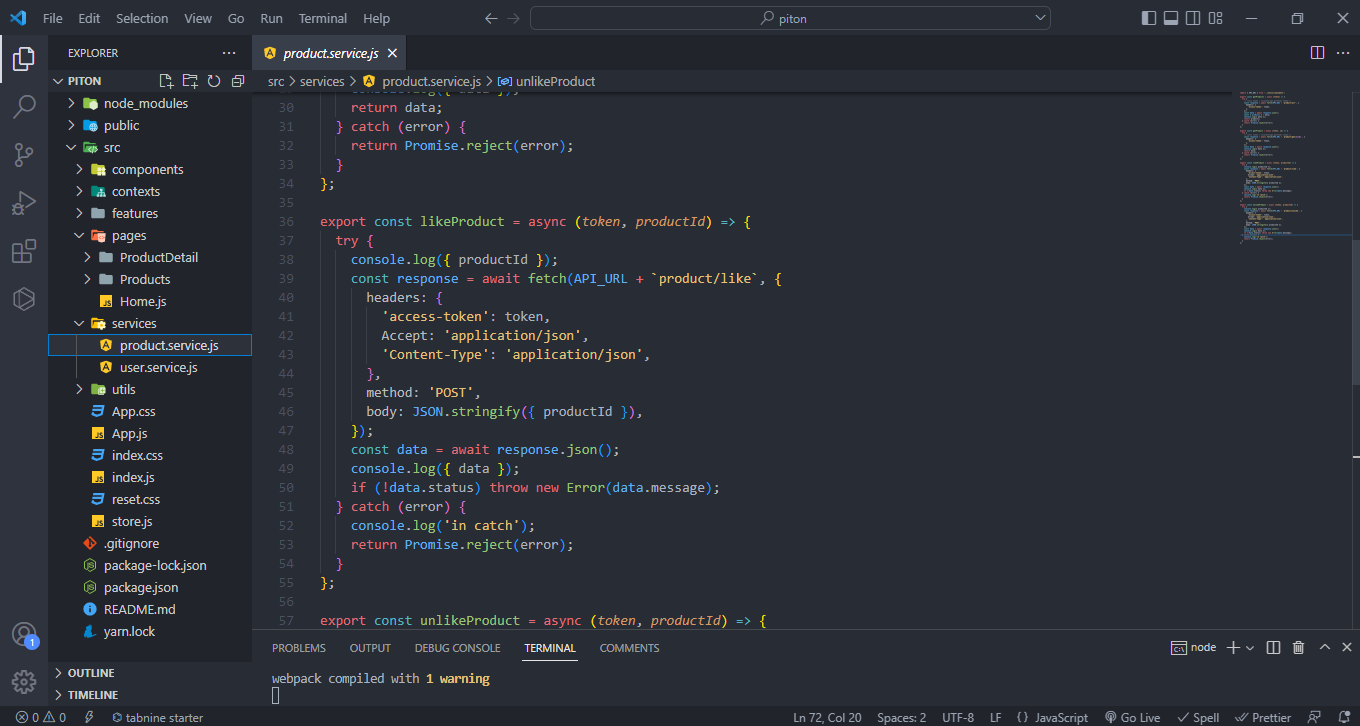 File Edit Selection View Go Run Terminal Help
piton
EXPLORER
PITON
node_modules
public
src
components
contexts
features
pages
ProductDetail
Products
Home.js
services
product.service.js
user.service.js
utils
App.css
App.js
index.css
index.js
reset.css
store.js
.gitignore
package-lock.json
package.json
README.md
yarn.lock
OUTLINE
TIMELINE
1
product.service.js
src > services > product.service.js > unlikeProduct
30 return data;
31 } catch (error) {
32 return Promise.reject(error);
33 }
34 };
35
36 export const likeProduct = async (token, productId) => {
37 try {
38 console.log({ productId });
39 const response = await fetch(API_URL + `product/like`, {
40 headers: {
41 'access-token': token,
42 Accept: 'application/json',
43 'Content-Type': 'application/json',
44 },
45 method: 'POST',
46 body: JSON.stringify({ productId }),
47 });
48 const data = await response.json();
49 console.log({ data });
50 if (!data.status) throw new Error(data.message);
51 } catch (error) {
52 console.log('in catch');
53 return Promise.reject(error);
54 }
55 };
56
57 export const unlikeProduct = async (token, productId) => {
PROBLEMS OUTPUT DEBUG CONSOLE TERMINAL COMMENTS
node
webpack compiled with 1 warning
0 0 tabnine starter Ln 72, Col 20 Spaces: 2 UTF-8 LF {} JavaScript Go Live Spell Prettier